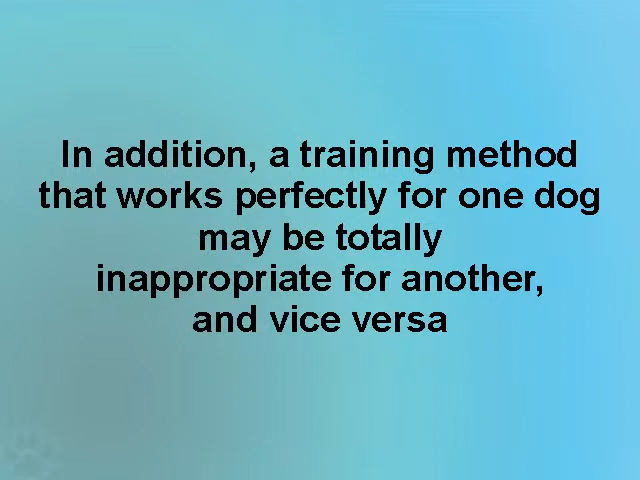 In addition, a training method
that works perfectly for one dog
may be totally
inappropriate for another,
and vice versa